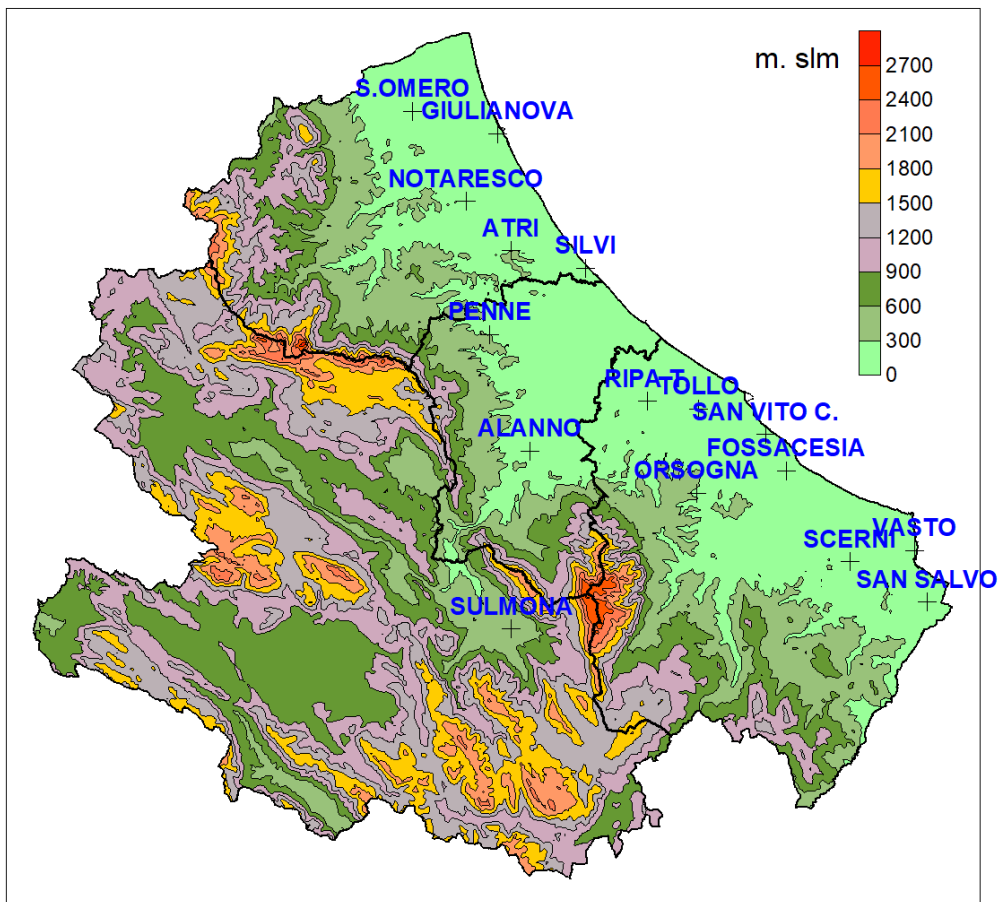 m. slm
2700
2400
2100
1800
1500
1200
900
600
300
0
S.OMERO
GIULIANOVA
NOTARESCO
ATRI
SILVI
PENNE
RIPA T.
TOLLO
SAN VITO C.
ALANNO
FOSSACESIA
ORSOGNA
VASTO
SCERNI
SAN SALVO
SULMONA